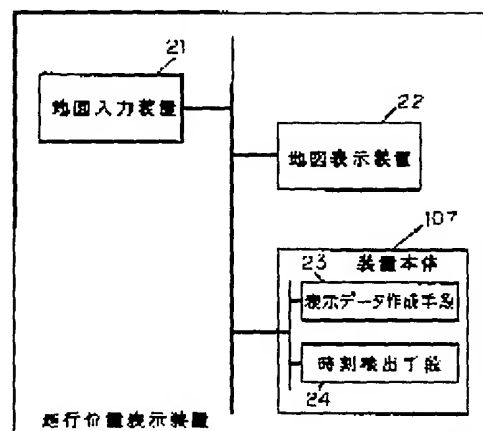 21
地図入力装置
22
地図表示装置
107
23 装置本体
表示データ作成手段
時刻検出手段
24
走行位置表示装置